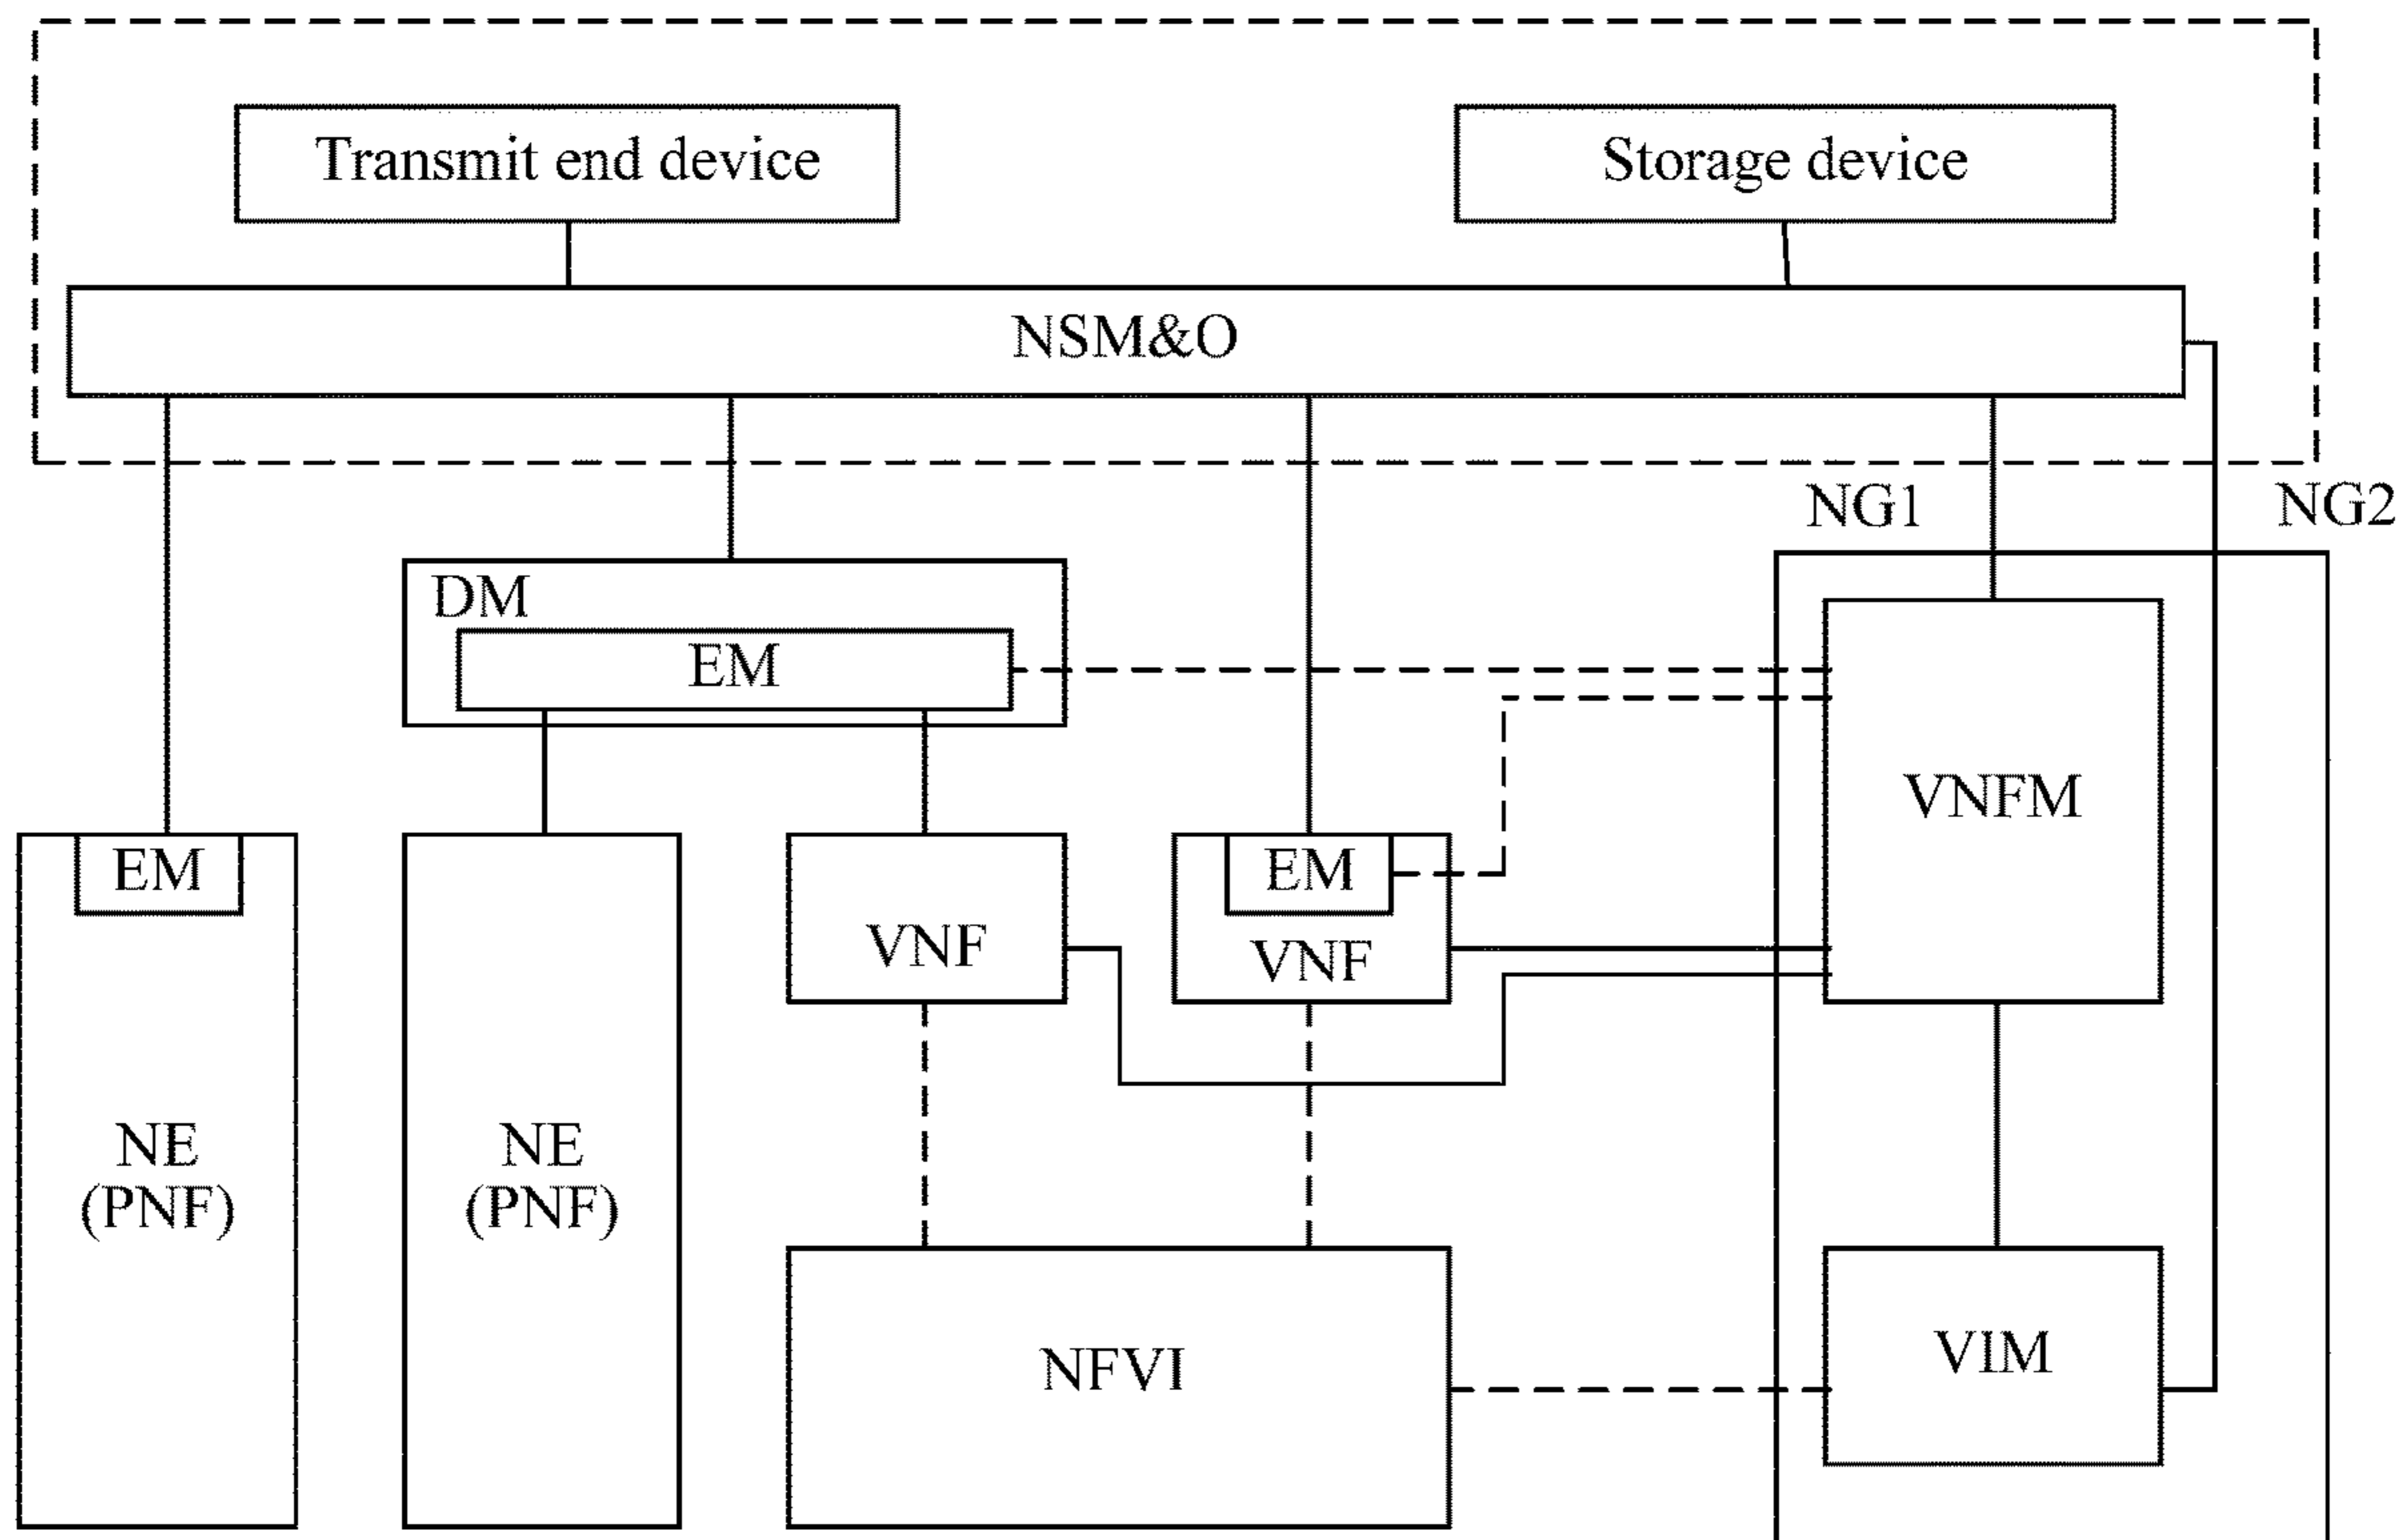 Transmit end device
Storage device
NSM&O
NG1
NG2
DM
EM
VNFM
EM
EM
VNF
VNF
NE
(PNF)
NE
(PNF)
NFVI
VIM